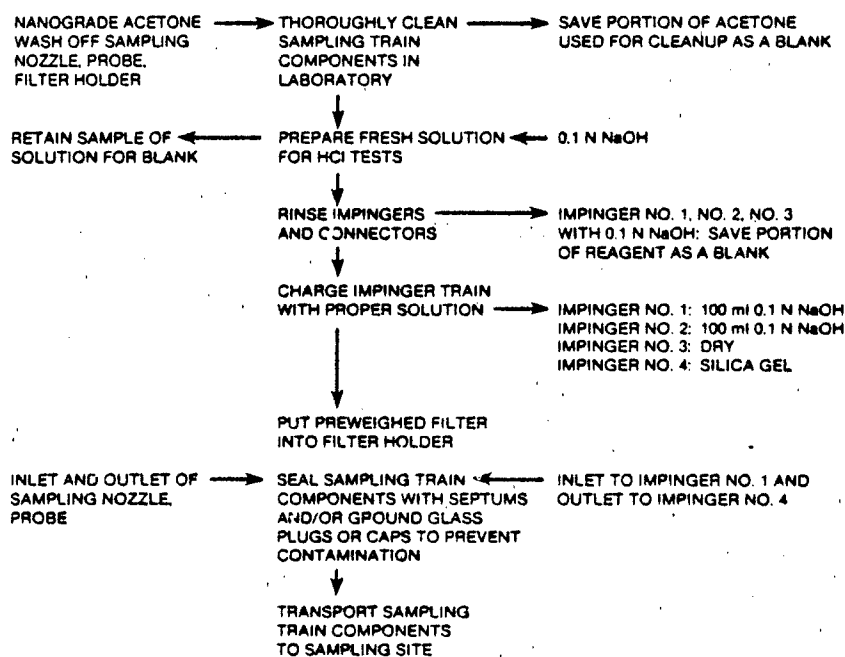 NANOGRADE ACETONE
WASH OFF SAMPLING
NOZZLE, PROBE,
FILTER HOLDER
THOROUGHLY CLEAN
SAMPLING TRAIN
COMPONENTS IN
LABORATORY
SAVE PORTION OF ACETONE
USED FOR CLEANUP AS A BLANK
RETAIN SAMPLE OF
SOLUTION FOR BLANK
PREPARE FRESH SOLUTION
FOR HCl TESTS
0.1 N NaOH
RINSE IMPINGERS
AND CONNECTORS
IMPINGER NO. 1, NO. 2, NO. 3
WITH 0.1 N NaOH: SAVE PORTION
OF REAGENT AS A BLANK
CHARGE IMPINGER TRAIN
WITH PROPER SOLUTION
IMPINGER NO. 1: 100 ml 0.1 N NaOH
IMPINGER NO. 2: 100 ml 0.1 N NaOH
IMPINGER NO. 3: DRY
IMPINGER NO. 4: SILICA GEL
PUT PREWEIGHED FILTER
INTO FILTER HOLDER
INLET AND OUTLET OF
SAMPLING NOZZLE,
PROBE
SEAL SAMPLING TRAIN
COMPONENTS WITH SEPTUMS
AND/OR GROUND GLASS
PLUGS OR CAPS TO PREVENT
CONTAMINATION
INLET TO IMPINGER NO. 1 AND
OUTLET TO IMPINGER NO. 4
TRANSPORT SAMPLING
TRAIN COMPONENTS
TO SAMPLING SITE